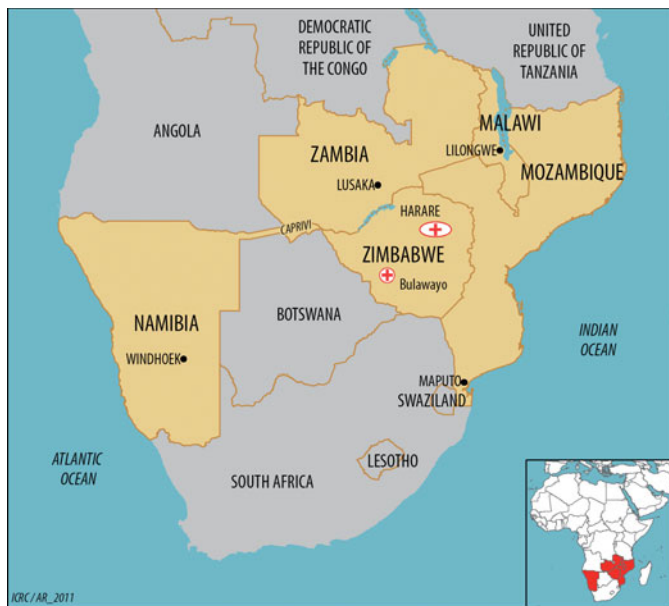 DEMOCRATIC
REPUBLIC OF
THE CONGO
UNITED
REPUBLIC OF
TANZANIA
ANGOLA
MALAWI
ZAMBIA
LILONGWE
MOZAMBIQUE
LUSAKA
HARARE
CAPRIVI
ZIMBABWE
Bulawayo
NAMIBIA
BOTSWANA
INDIAN
OCEAN
WINDHOEK
MAPUTO
SWAZILAND
ATLANTIC
OCEAN
LESOTHO
SOUTH AFRICA
ICRC / AR_2011